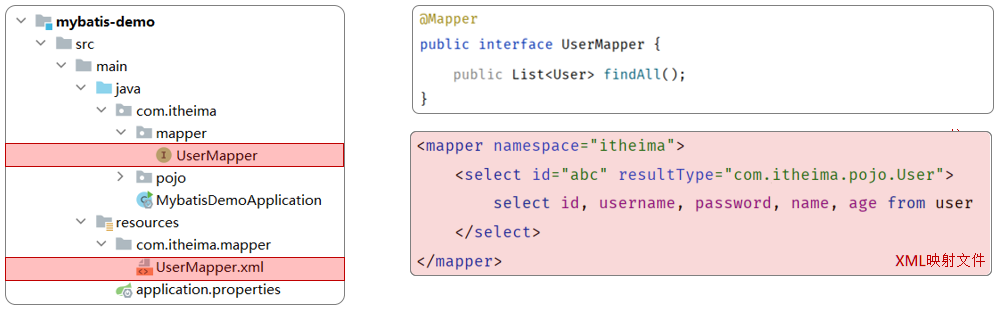 mybatis-demo
src
main
java
com.itheima
mapper
UserMapper
pojo
MybatisDemoApplication
resources
com.itheima.mapper
UserMapper.xml
application.properties
@Mapper
public interface UserMapper {
public List<User> findAll();
}
<mapper namespace="itheima">
<select id="abc" resultType="com.itheima.pojo.User">
select id, username, password, name, age from user
</select>
</mapper>
XML映射文件